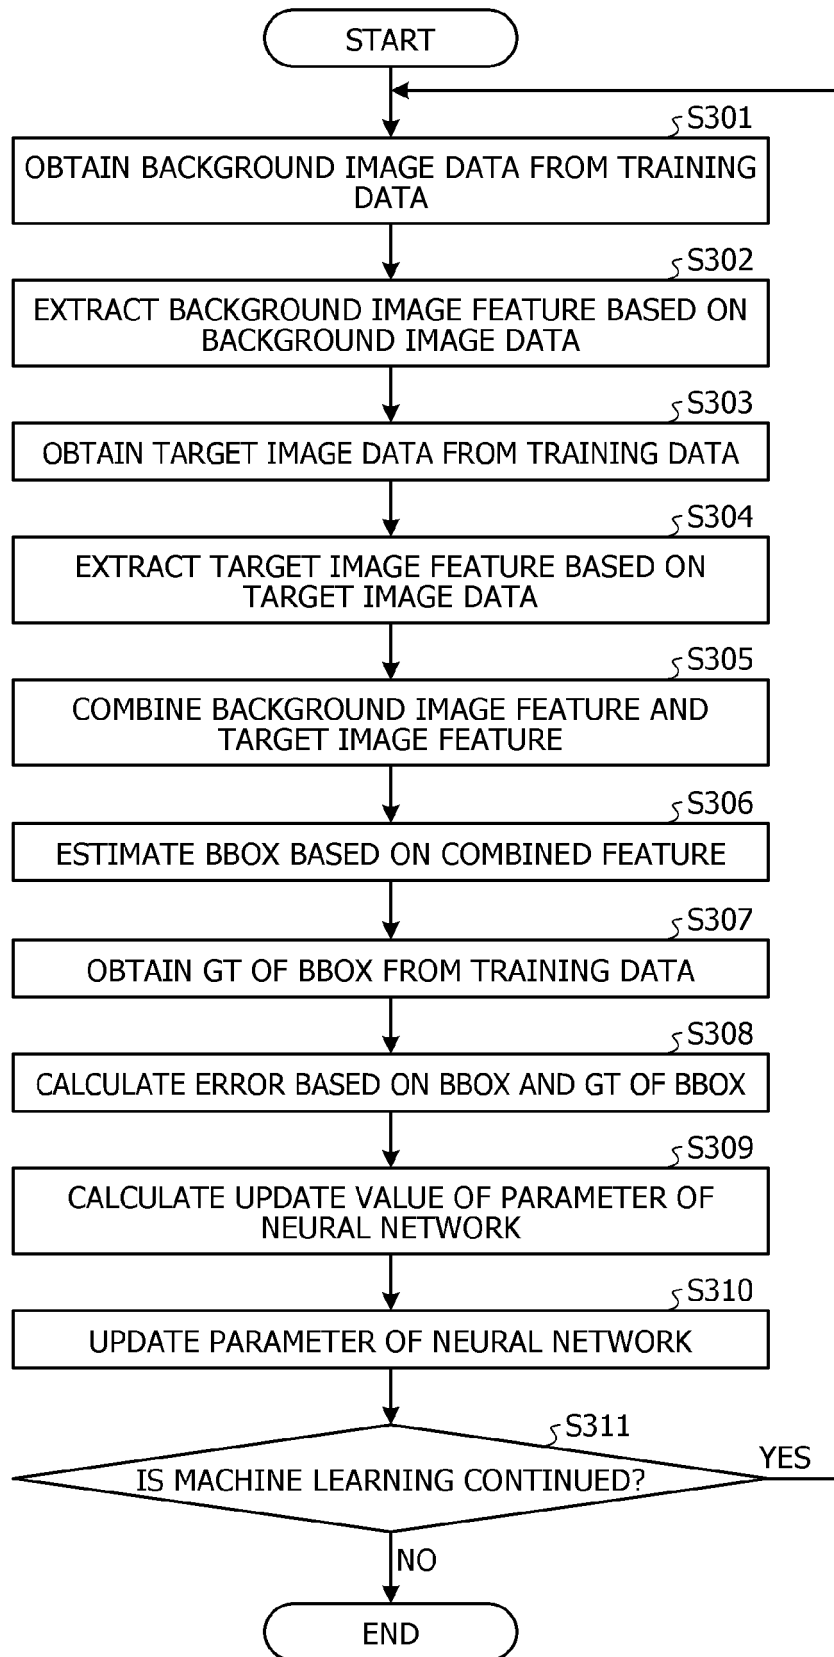 START
S301
OBTAIN BACKGROUND IMAGE DATA FROM TRAINING
DATA
S302
EXTRACT BACKGROUND IMAGE FEATURE BASED ON
BACKGROUND IMAGE DATA
S303
OBTAIN TARGET IMAGE DATA FROM TRAINING DATA
S304
EXTRACT TARGET IMAGE FEATURE BASED ON
TARGET IMAGE DATA
S305
COMBINE BACKGROUND IMAGE FEATURE AND
TARGET IMAGE FEATURE
S306
ESTIMATE BBOX BASED ON COMBINED FEATURE
S307
OBTAIN GT OF BBOX FROM TRAINING DATA
S308
CALCULATE ERROR BASED ON BBOX AND GT OF BBOX
S309
CALCULATE UPDATE VALUE OF PARAMETER OF
NEURAL NETWORK
S310
UPDATE PARAMETER OF NEURAL NETWORK
S311
IS MACHINE LEARNING CONTINUED?
YES
NO
END